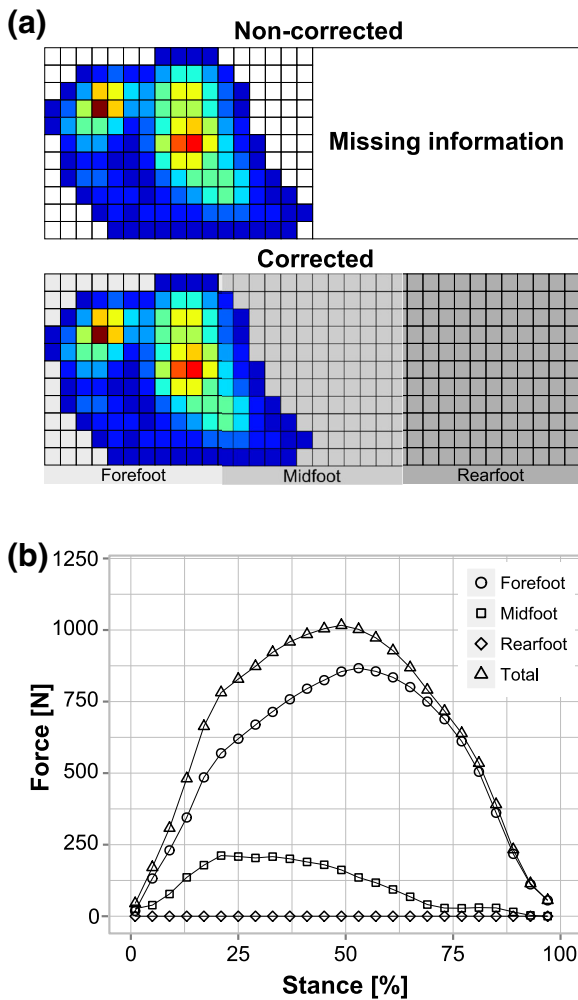 (a)
Non-corrected
Missing information
Corrected
Forefoot Midfoot Rearfoot
(b)
1250
1000
750
500
250
0
Force [N]
Forefoot
Midfoot
Rearfoot
Total
0 25 50 75 100
Stance [%]